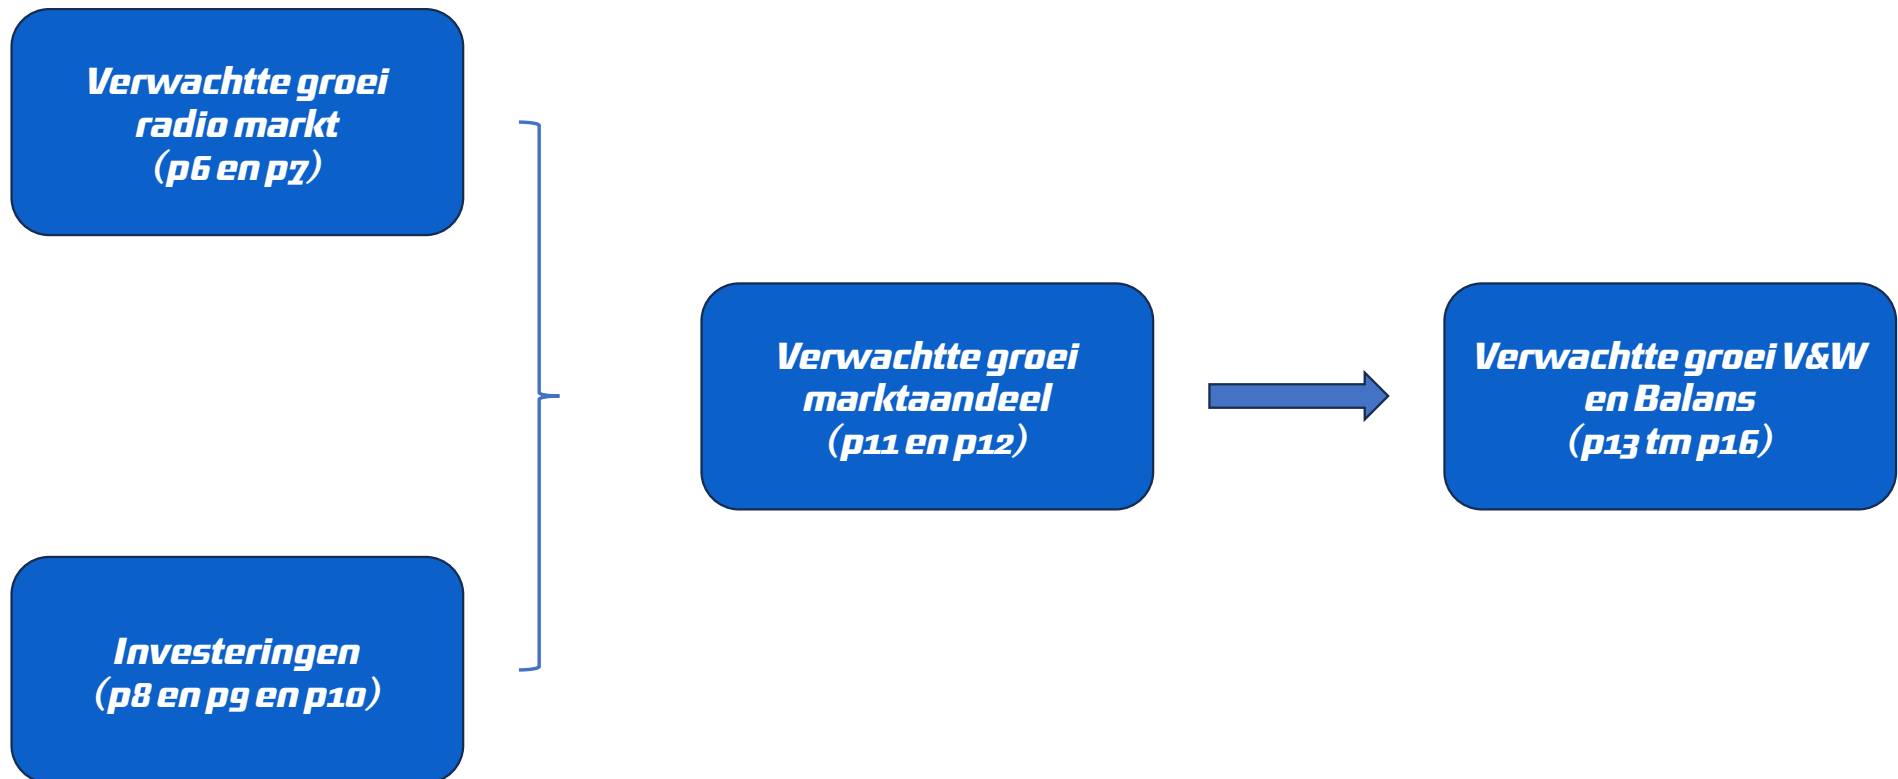 Verwachtte groei
radio markt
(p6 en p7)
Investeringen
(p8 en p9 en p10)
Verwachtte groei
marktaandeel
(p11 en p12)
Verwachtte groei V&W
en Balans
(p13 tm p16)